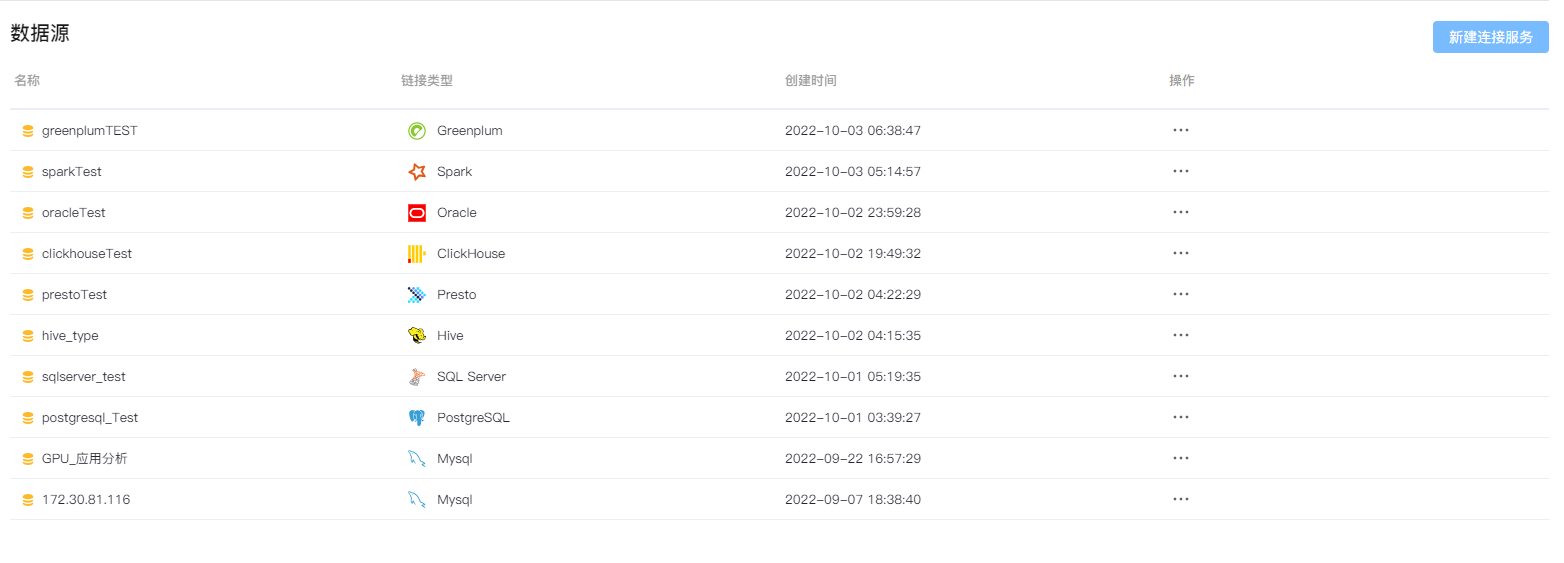 数据源
新建连接服务
名称 链接类型 创建时间 操作
greenplumTEST Greenplum 2022-10-03 06:38:47 ···
sparkTest Spark 2022-10-03 05:14:57 ···
oracleTest Oracle 2022-10-02 23:59:28 ···
clickhouseTest ClickHouse 2022-10-02 19:49:32 ···
prestoTest Presto 2022-10-02 04:22:29 ···
hive_type Hive 2022-10-02 04:15:35 ···
sqlserver_test SQL Server 2022-10-01 05:19:35 ···
postgresql_Test PostgreSQL 2022-10-01 03:39:27 ···
GPU_应用分析 Mysql 2022-09-22 16:57:29 ···
172.30.81.116 Mysql 2022-09-07 18:38:40 ···